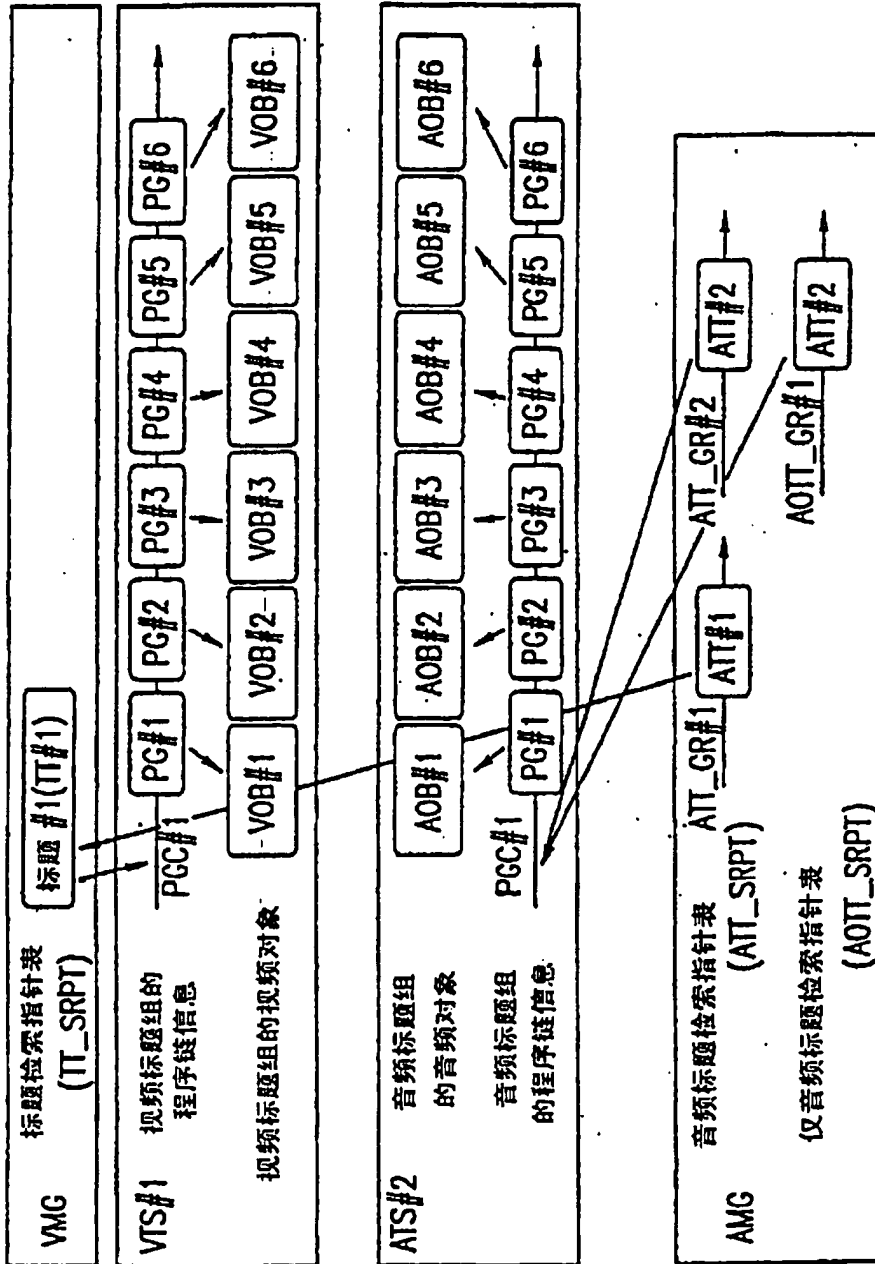 VMG
标题检索指针表
(TT_SRPT)
标题 #1(TT#1)
VTS#1
视频标题组的
程序链信息
PGC#1
PG#1
PG#2
PG#3
PG#4
PG#5
PG#6
视频标题组的视频对象
VOB#1
VOB#2
VOB#3
VOB#4
VOB#5
VOB#6
ATS#2
音频标题组
的音频对象
AOB#1
AOB#2
AOB#3
AOB#4
AOB#5
AOB#6
音频标题组
的程序链信息
PGC#1
PG#1
PG#2
PG#3
PG#4
PG#5
PG#6
AMG
音频标题检索指针表
(ATT_SRPT)
ATT_GR#1
ATT#1
ATT_GR#2
ATT#2
仅音频标题检索指针表
(AOTT_SRPT)
AOTT_GR#1
ATT#2